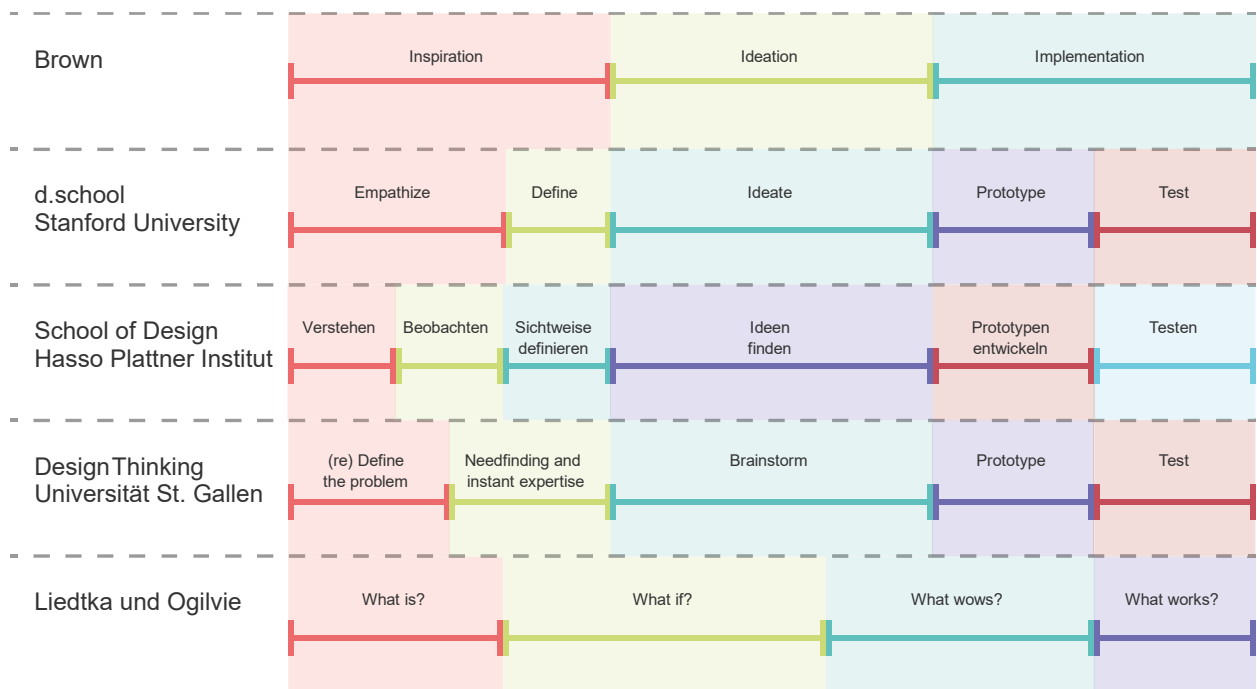 Brown
Inspiration
Ideation
Implementation
d.school
Stanford University
Empathize
Define
Ideate
Prototype
Test
School of Design
Hasso Plattner Institut
Verstehen
Beobachten
Sichtweise
definieren
Ideen
finden
Prototypen
entwickeln
Testen
Design Thinking
Universität St. Gallen
(re) Define
the problem
Needfinding and
instant expertise
Brainstorm
Prototype
Test
Liedtka und Ogilvie
What is?
What if?
What wows?
What works?